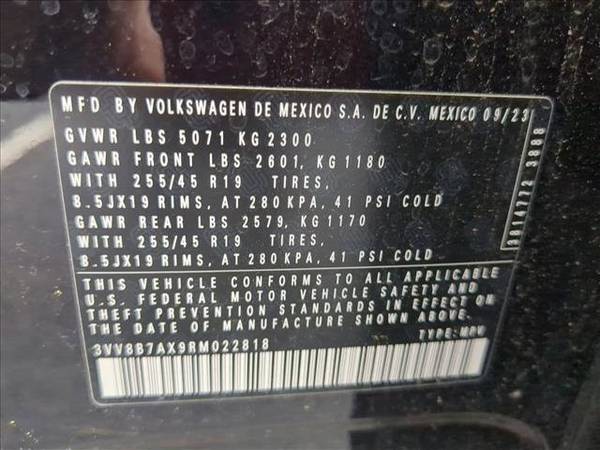 MFD BY VOLKSWAGEN DE MEXICO S.A. DE C.V. MEXICO 09/23
GVWR LBS 5071 KG 2300
GAWR FRONT LBS 2601, KG 1180
WITH 255/45 R19 TIRES,
8.5JX19 RIMS, AT 280 KPA, 41 PSI COLD
GAWR REAR LBS 2579, KG 1170
WITH 255/45 R19 TIRES,
8.5JX19 RIMS, AT 280 KPA, 41 PSI COLD
THIS VEHICLE CONFORMS TO ALL APPLICABLE
U.S. FEDERAL MOTOR VEHICLE SAFETY AND
THEFT PREVENTION STANDARDS IN EFFECT ON
THE DATE OF MANUFACTURE SHOWN ABOVE.
3VV8B7AX9RM022818 TYPE: MPV